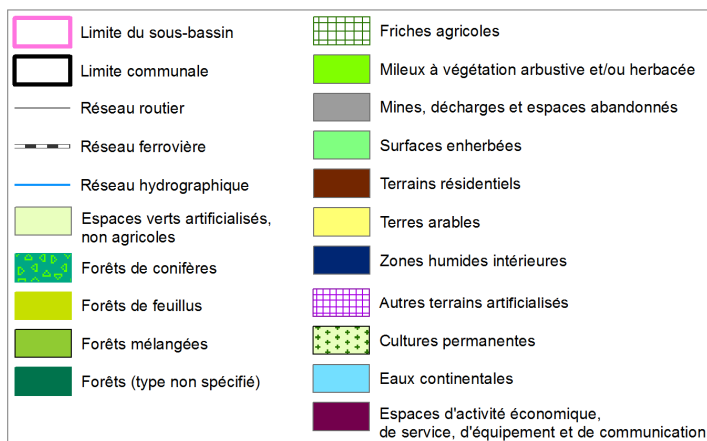 Limite du sous-bassin
Limite communale
Réseau routier
Réseau ferrovière
Réseau hydrographique
Espaces verts artificialisés,
non agricoles
Forêts de conifères
Forêts de feuillus
Forêts mélangées
Forêts (type non spécifié)
Friches agricoles
Mileux à végétation arbustive et/ou herbacée
Mines, décharges et espaces abandonnés
Surfaces enherbées
Terrains résidentiels
Terres arables
Zones humides intérieures
Autres terrains artificialisés
Cultures permanentes
Eaux continentales
Espaces d'activité économique,
de service, d'équipement et de communication